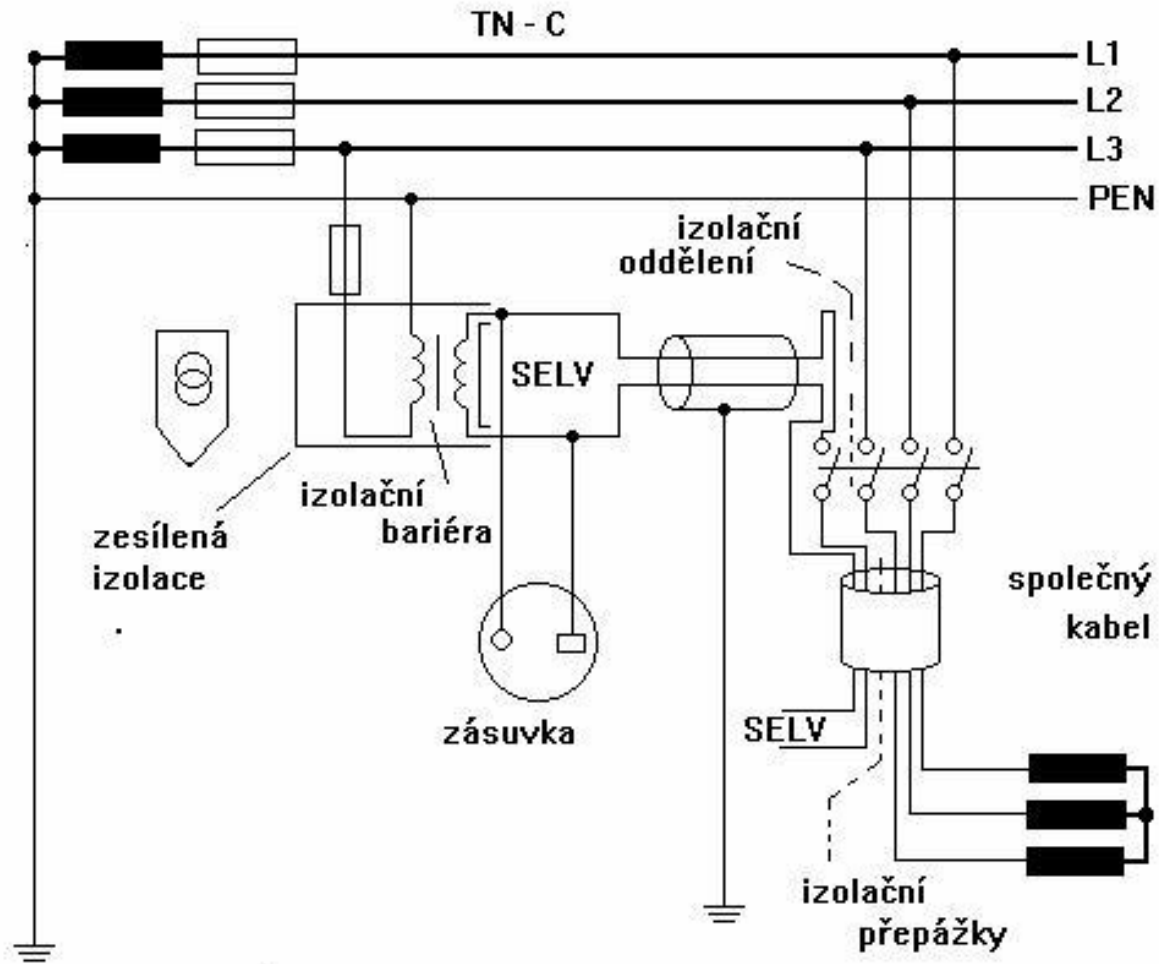 TN - C
L1
L2
L3
PEN
izolační
oddělení
SELV
izolační
bariéra
zesílená
izolace
společný
kabel
zásuvka
SELV
izolační
přepážky